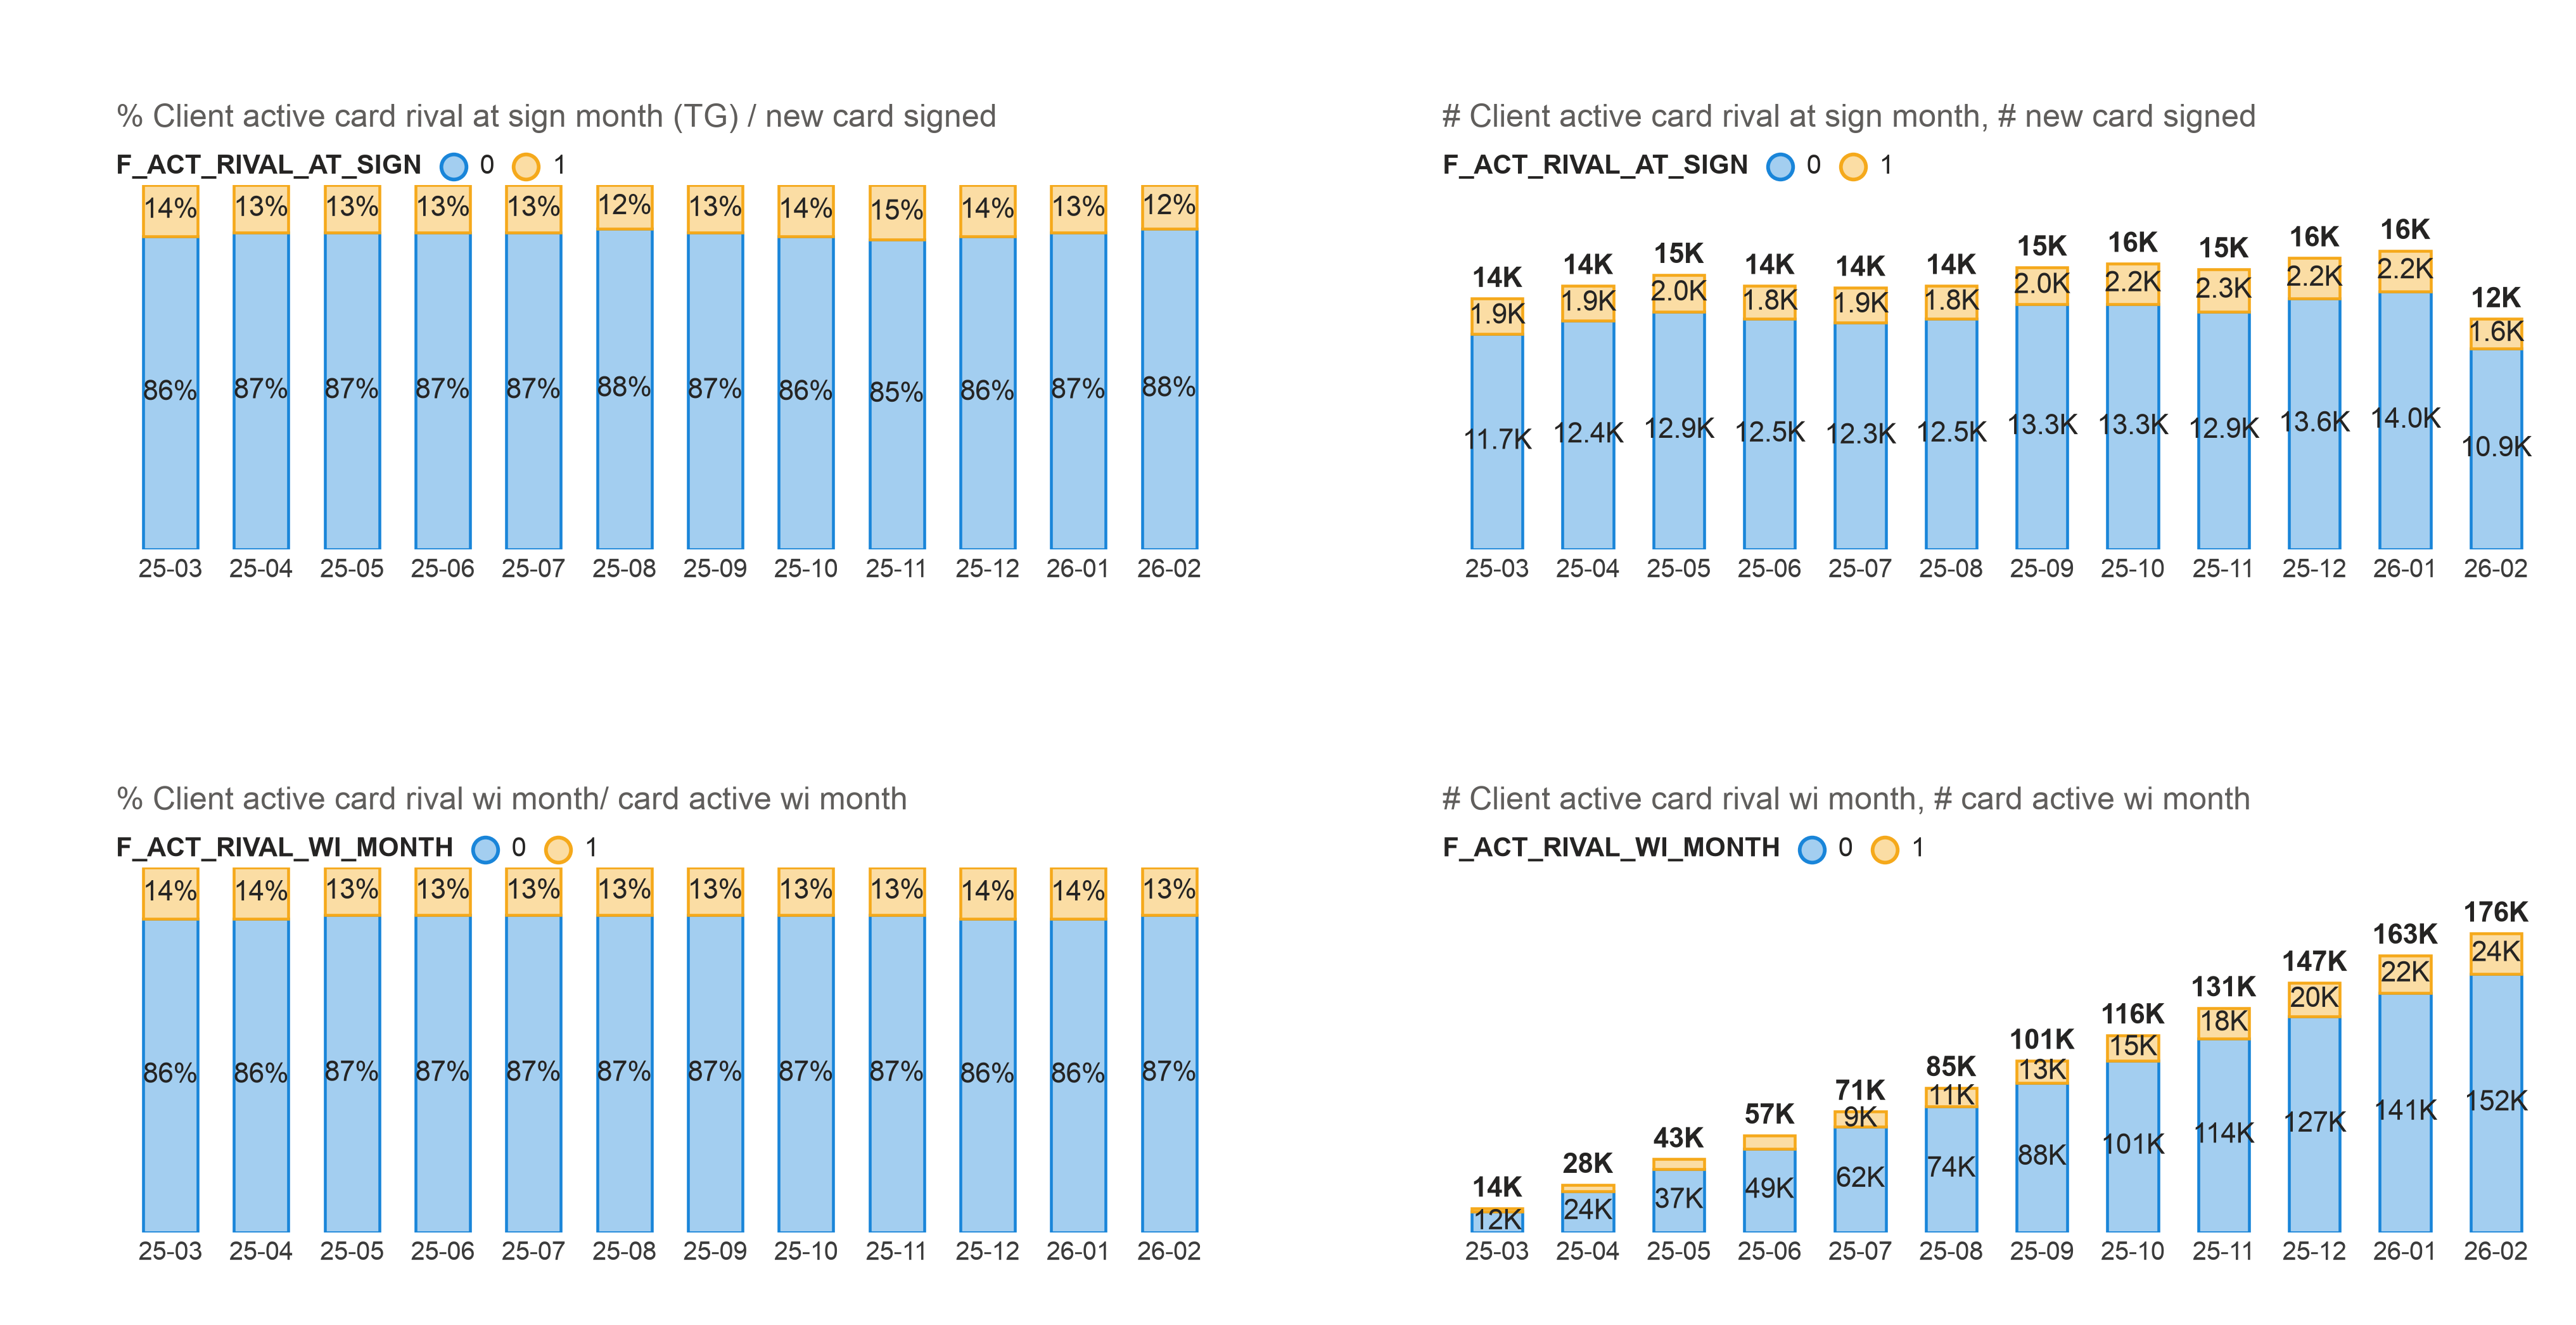 % Client active card rival at sign month (TG) / new card signed
F_ACT_RIVAL_AT_SIGN 0 1
14% 13% 13% 13% 13% 12% 13% 14% 15% 14% 13% 12%
86% 87% 87% 87% 87% 88% 87% 86% 85% 86% 87% 88%
25-03 25-04 25-05 25-06 25-07 25-08 25-09 25-10 25-11 25-12 26-01 26-02
# Client active card rival at sign month, # new card signed
F_ACT_RIVAL_AT_SIGN 0 1
14K 14K 15K 14K 14K 14K 15K 16K 15K 16K 16K 12K
1.9K 1.9K 2.0K 1.8K 1.9K 1.8K 2.0K 2.2K 2.3K 2.2K 2.2K 1.6K
11.7K 12.4K 12.9K 12.5K 12.3K 12.5K 13.3K 13.3K 12.9K 13.6K 14.0K 10.9K
25-03 25-04 25-05 25-06 25-07 25-08 25-09 25-10 25-11 25-12 26-01 26-02
% Client active card rival wi month/ card active wi month
F_ACT_RIVAL_WI_MONTH 0 1
14% 14% 13% 13% 13% 13% 13% 13% 13% 14% 14% 13%
86% 86% 87% 87% 87% 87% 87% 87% 87% 86% 86% 87%
25-03 25-04 25-05 25-06 25-07 25-08 25-09 25-10 25-11 25-12 26-01 26-02
# Client active card rival wi month, # card active wi month
F_ACT_RIVAL_WI_MONTH 0 1
14K 28K 43K 57K 71K 85K 101K 116K 131K 147K 163K 176K
9K 11K 13K 15K 18K 20K 22K 24K
12K 24K 37K 49K 62K 74K 88K 101K 114K 127K 141K 152K
25-03 25-04 25-05 25-06 25-07 25-08 25-09 25-10 25-11 25-12 26-01 26-02